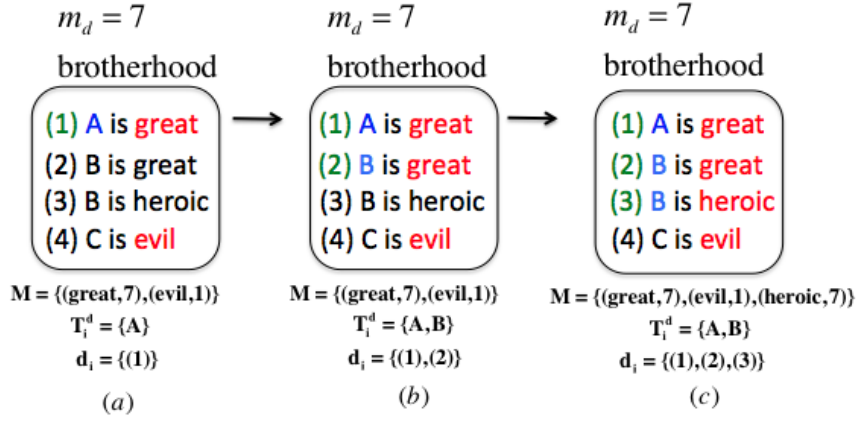 m_d = 7
brotherhood
(1) A is great
(2) B is great
(3) B is heroic
(4) C is evil
M = {(great,7),(evil,1)}
T_i^d = {A}
d_i = {(1)}
(a)
m_d = 7
brotherhood
(1) A is great
(2) B is great
(3) B is heroic
(4) C is evil
M = {(great,7),(evil,1)}
T_i^d = {A,B}
d_i = {(1),(2)}
(b)
m_d = 7
brotherhood
(1) A is great
(2) B is great
(3) B is heroic
(4) C is evil
M = {(great,7),(evil,1),(heroic,7)}
T_i^d = {A,B}
d_i = {(1),(2),(3)}
(c)